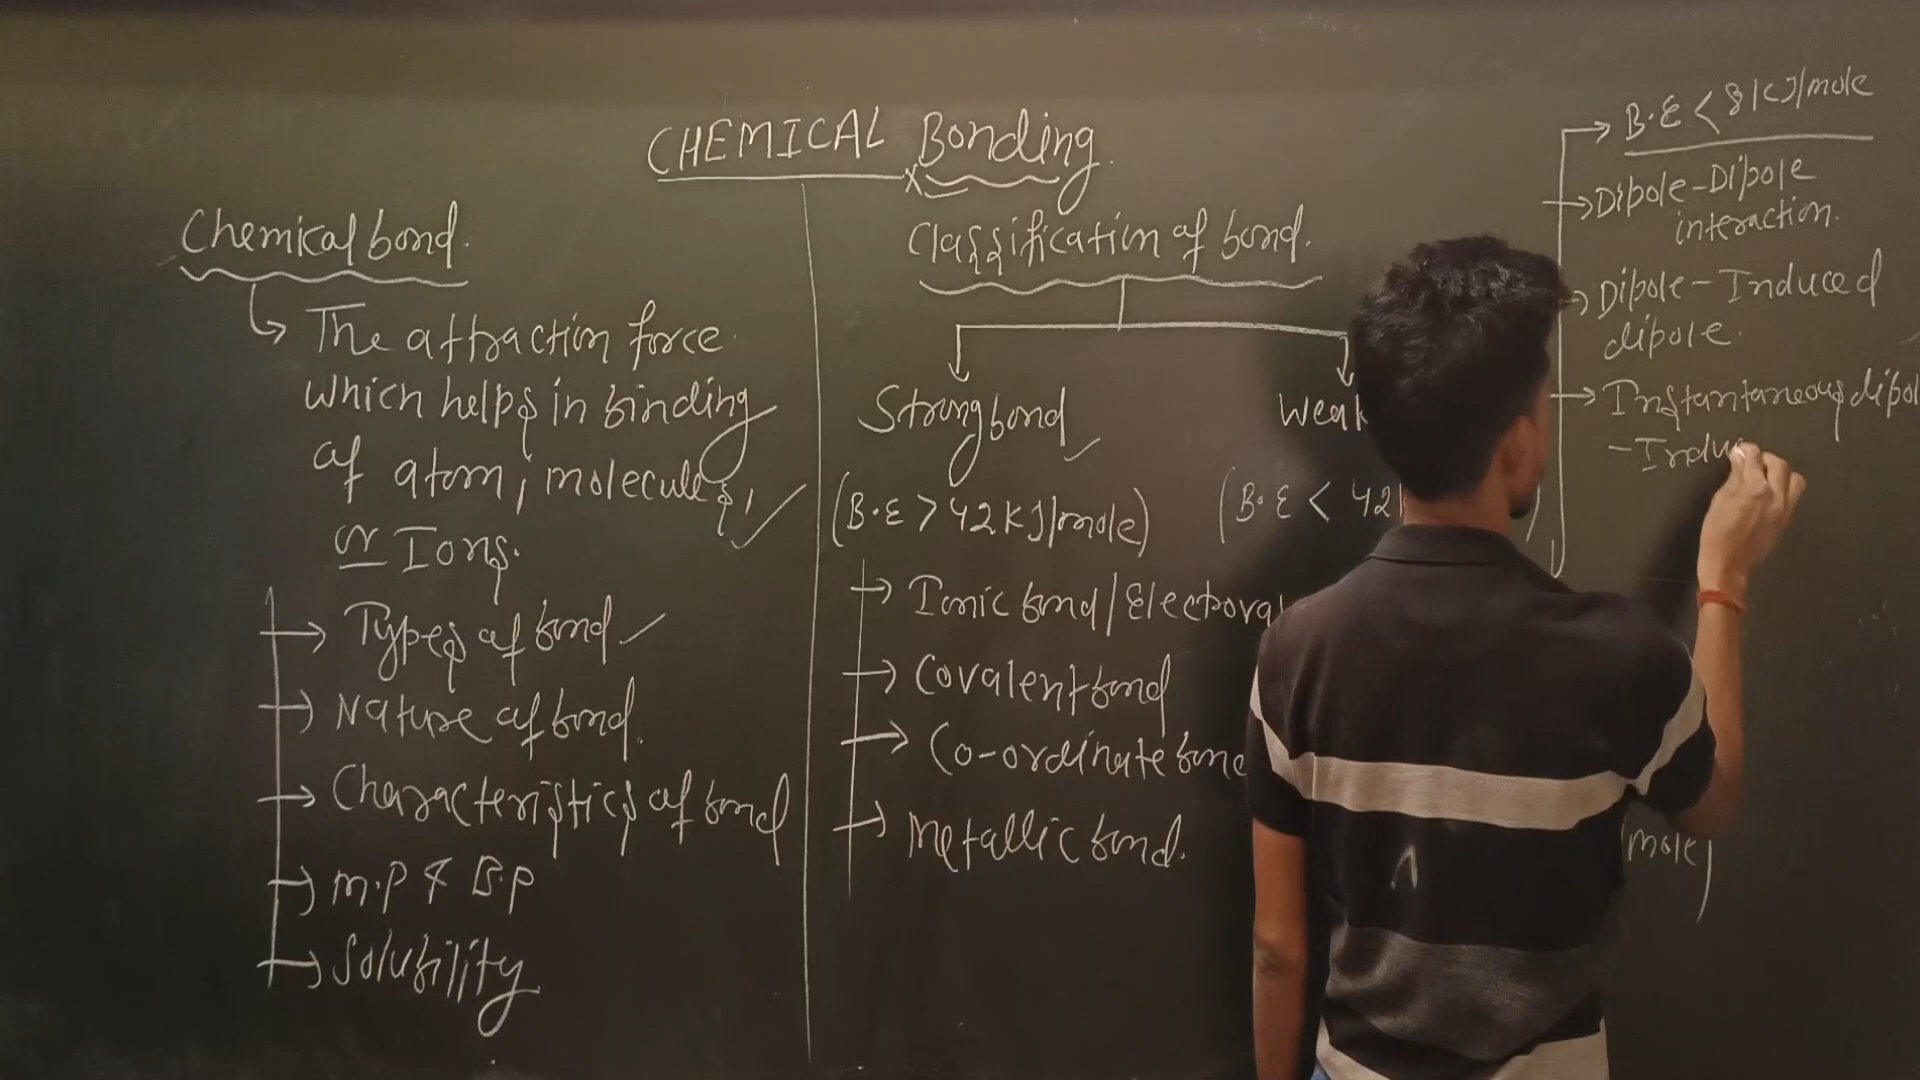 CHEMICAL Bonding
Chemical bond.
The attraction force
which helps in binding
of atom, molecules,
or Ions.
Types of bond
Nature of bond.
Characteristics of bond
M.P & B.P
Solubility
Classification of bond.
Strong bond
(B.E > 42 KJ/mole)
Ionic bond / Electroval
Covalent bond
Co-ordinate bond
Metallic bond.
Weak
(B.E < 42
mole)
B.E < 8 KJ/mole
Dipole-Dipole
interaction.
Dipole - Induced
dipole.
Instantaneous dipol
- Indu